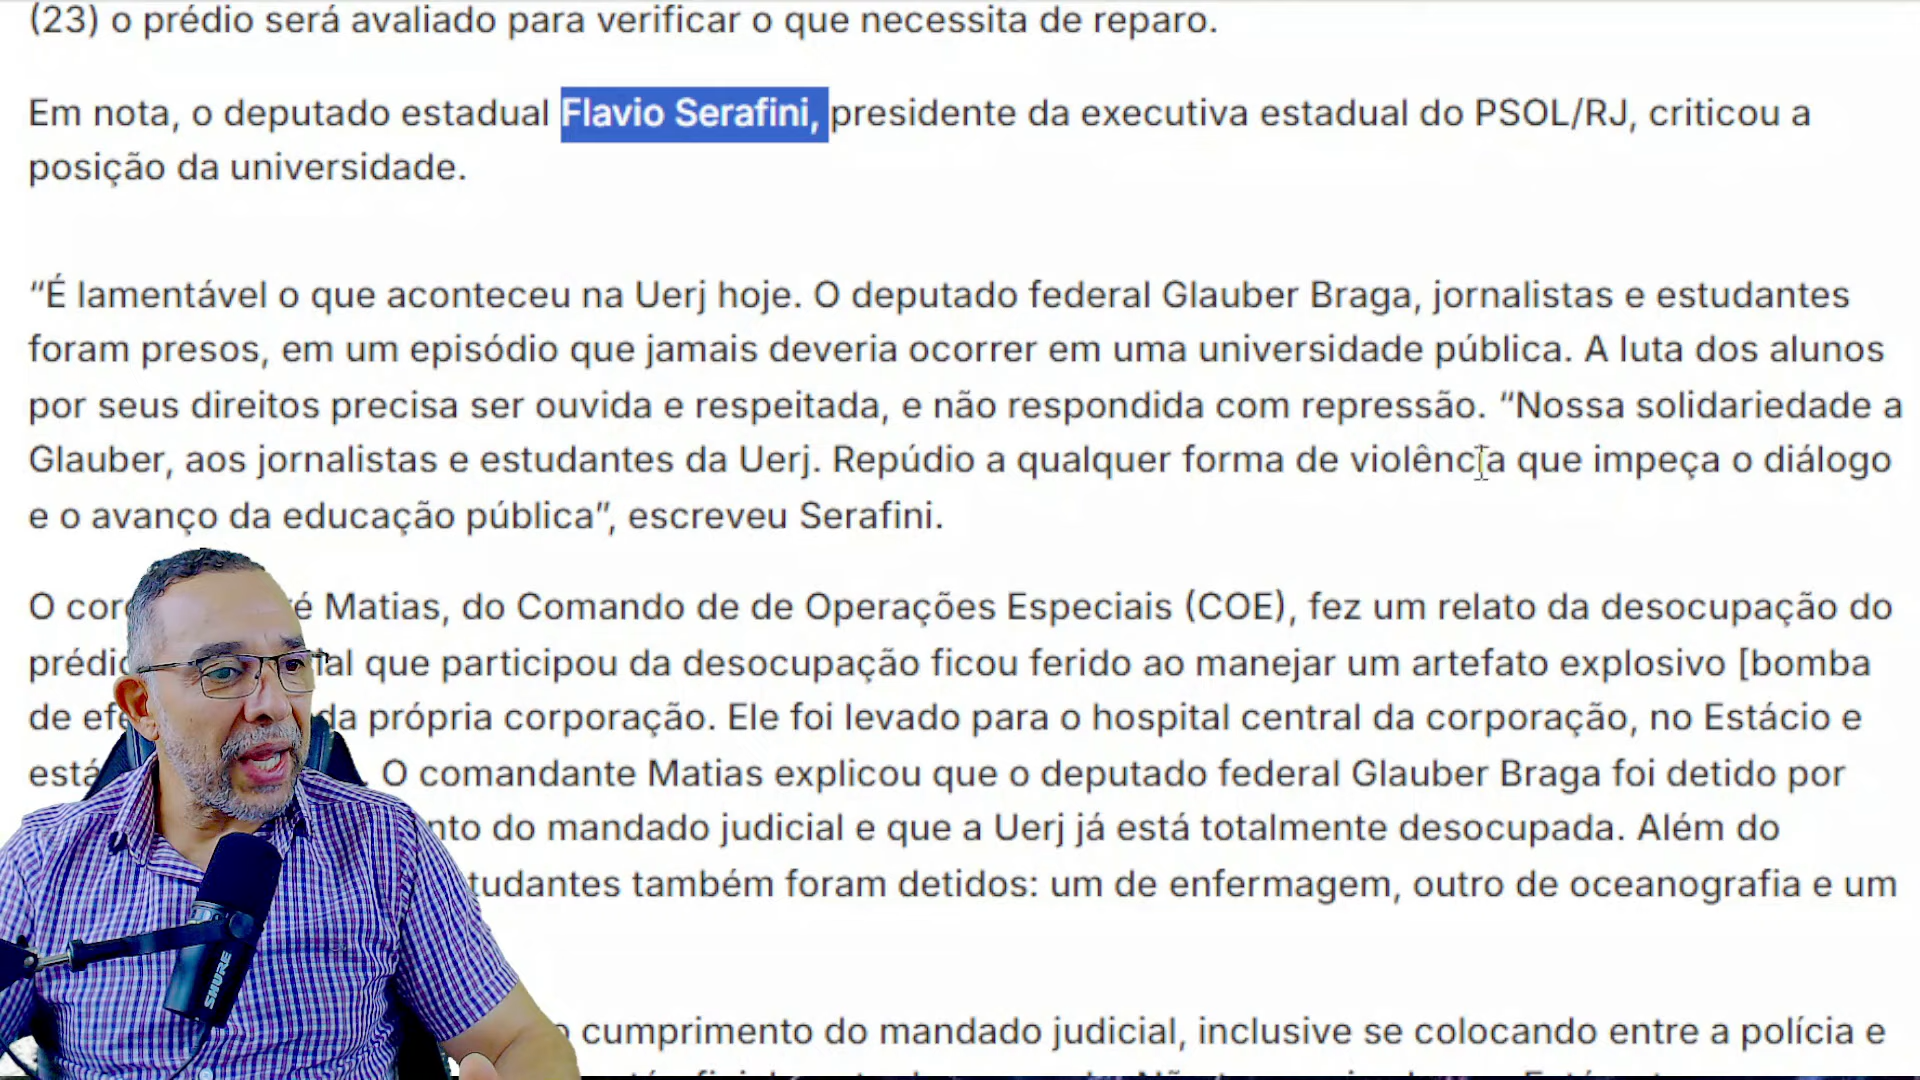 (23) o prédio será avaliado para verificar o que necessita de reparo.
Em nota, o deputado estadual Flavio Serafini, presidente da executiva estadual do PSOL/RJ, criticou a
posição da universidade.
“É lamentável o que aconteceu na Uerj hoje. O deputado federal Glauber Braga, jornalistas e estudantes
foram presos, em um episódio que jamais deveria ocorrer em uma universidade pública. A luta dos alunos
por seus direitos precisa ser ouvida e respeitada, e não respondida com repressão. “Nossa solidariedade a
Glauber, aos jornalistas e estudantes da Uerj. Repúdio a qualquer forma de violência que impeça o diálogo
e o avanço da educação pública”, escreveu Serafini.
O Matias, do Comando de de Operações Especiais (COE), fez um relato da desocupação do
que participou da desocupação ficou ferido ao manejar um artefato explosivo [bomba
de da própria corporação. Ele foi levado para o hospital central da corporação, no Estácio e
está O comandante Matias explicou que o deputado federal Glauber Braga foi detido por
do mandado judicial e que a Uerj já está totalmente desocupada. Além do
também foram detidos: um de enfermagem, outro de oceanografia e um
SHURE
cumprimento do mandado judicial, inclusive se colocando entre a polícia e